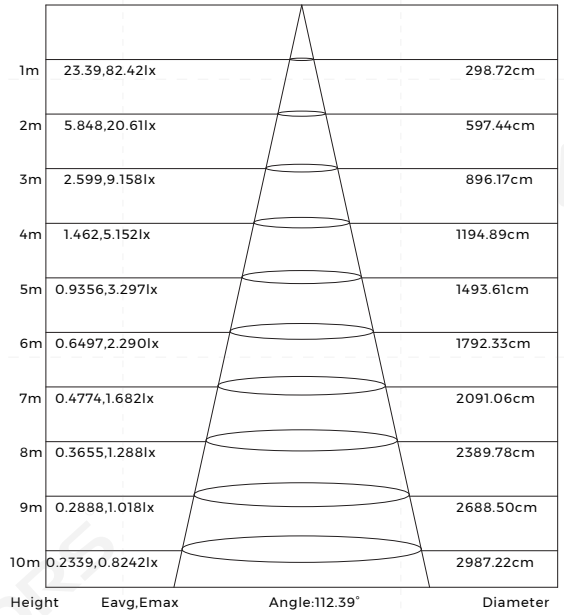 1m 23.39,82.42lx 298.72cm
2m 5.848,20.61lx 597.44cm
3m 2.599,9.158lx 896.17cm
4m 1.462,5.152lx 1194.89cm
5m 0.9356,3.297lx 1493.61cm
6m 0.6497,2.290lx 1792.33cm
7m 0.4774,1.682lx 2091.06cm
8m 0.3655,1.288lx 2389.78cm
9m 0.2888,1.018lx 2688.50cm
10m 0.2339,0.8242lx 2987.22cm
Height Eavg,Emax Angle:112.39° Diameter